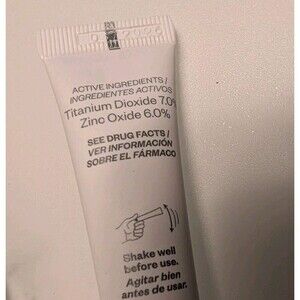 ACTIVE INGREDIENTS /
INGREDIENTES ACTIVOS
Titanium Dioxide 7.0%
Zinc Oxide 6.0%
SEE DRUG FACTS /
VER INFORMACIÓN
SOBRE EL FÁRMACO
Shake well
before use.
Agitar bien
antes de usar.